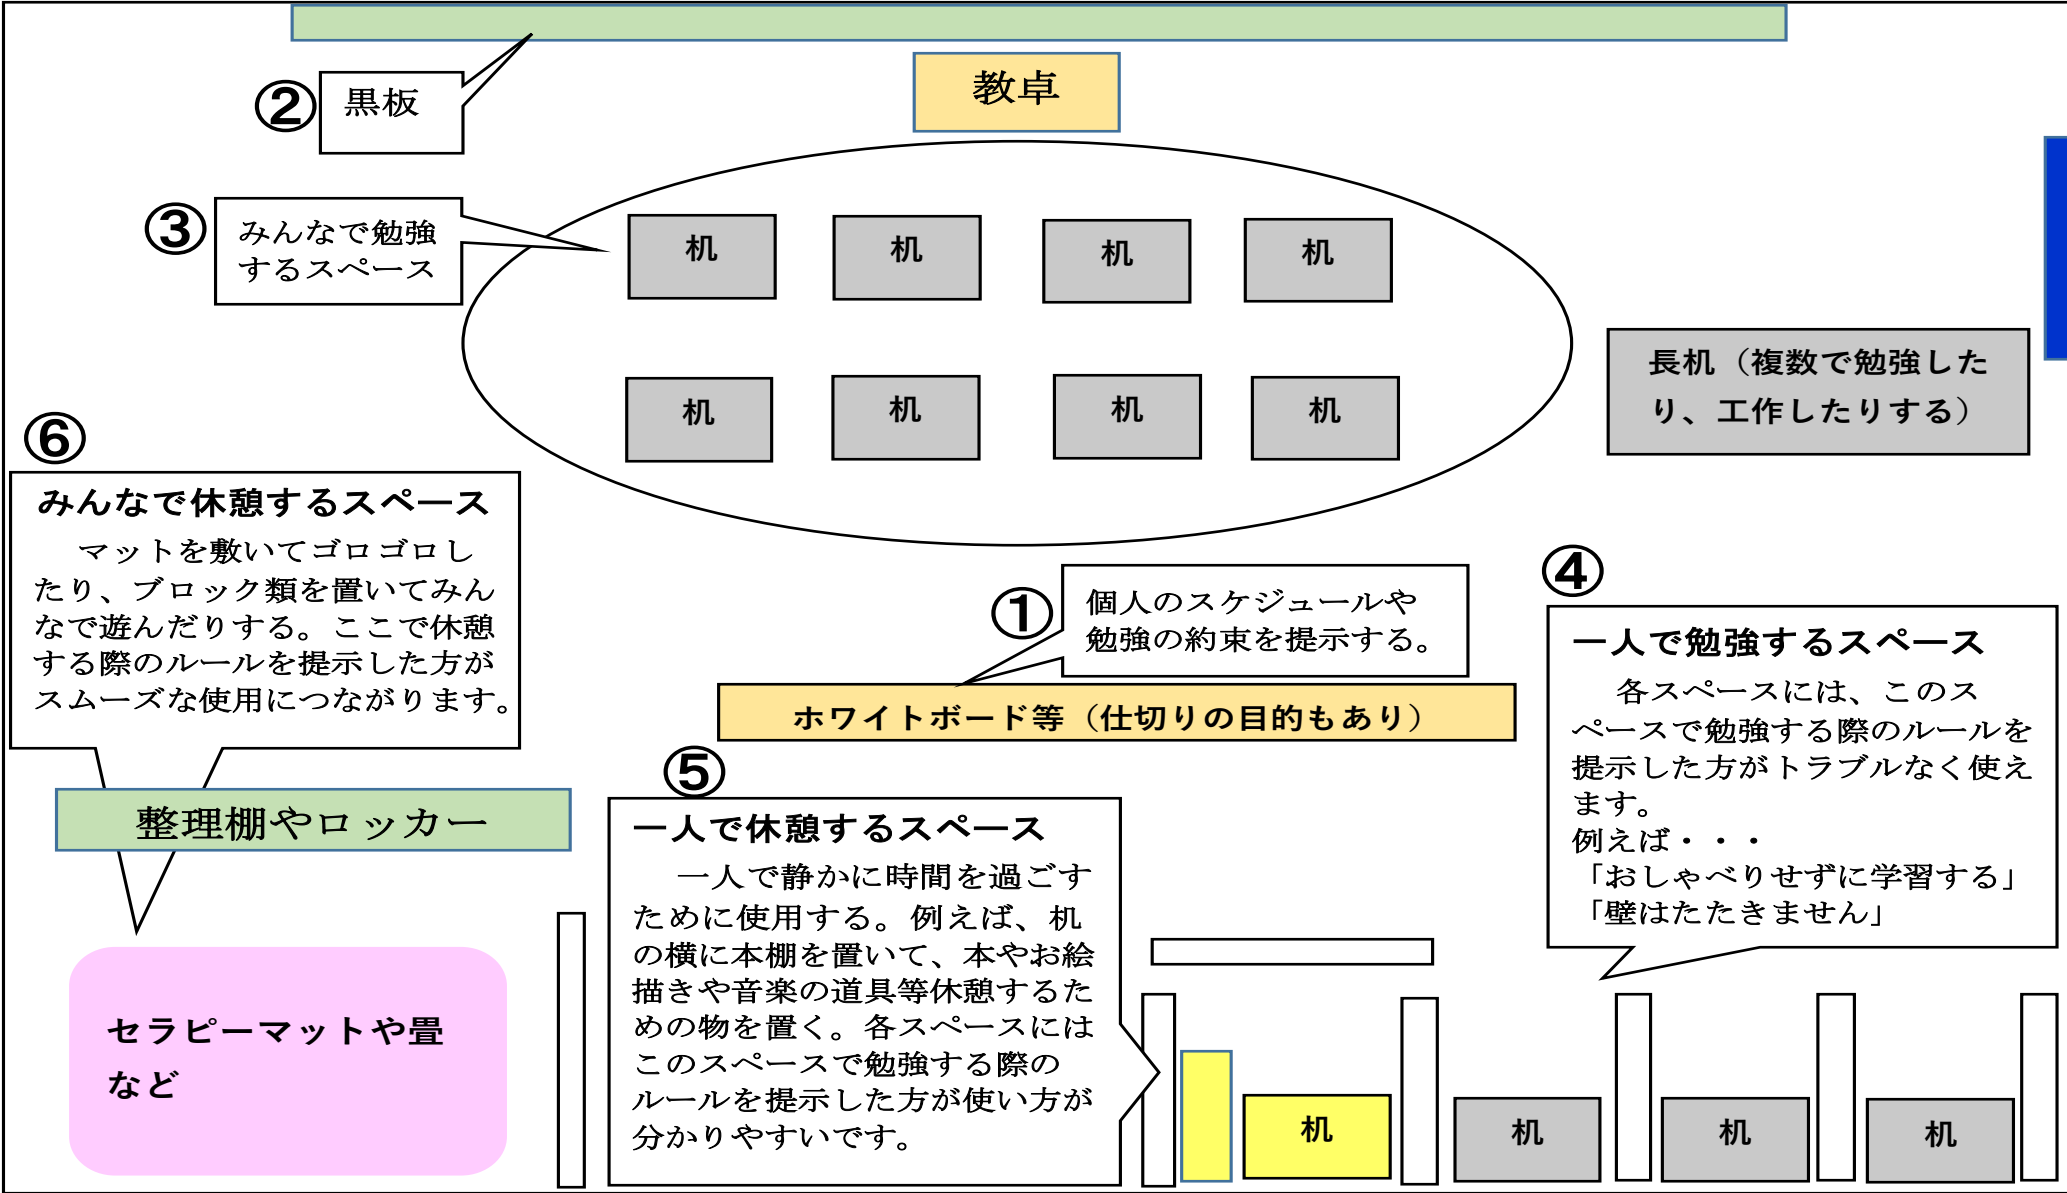 教卓
② 黒板
③ みんなで勉強
するスペース
机 机 机 机
机 机 机 机
長机（複数で勉強した
り、工作したりする）
⑥
みんなで休憩するスペース
マットを敷いてゴロゴロし
たり、ブロック類を置いてみん
なで遊んだりする。ここで休憩
する際のルールを提示した方が
スムーズな使用につながります。
① 個人のスケジュールや
勉強の約束を提示する。
ホワイトボード等（仕切りの目的もあり）
④
一人で勉強するスペース
各スペースには、このス
ペースで勉強する際のルールを
提示した方がトラブルなく使え
ます。
例えば・・・
「おしゃべりせずに学習する」
「壁はたたきません」
整理棚やロッカー
⑤
一人で休憩するスペース
一人で静かに時間を過ごす
ために使用する。例えば、机
の横に本棚を置いて、本やお絵
描きや音楽の道具等休憩するた
めの物を置く。各スペースには
このスペースで勉強する際の
ルールを提示した方が使い方が
分かりやすいです。
セラピーマットや畳
など
机 机 机 机